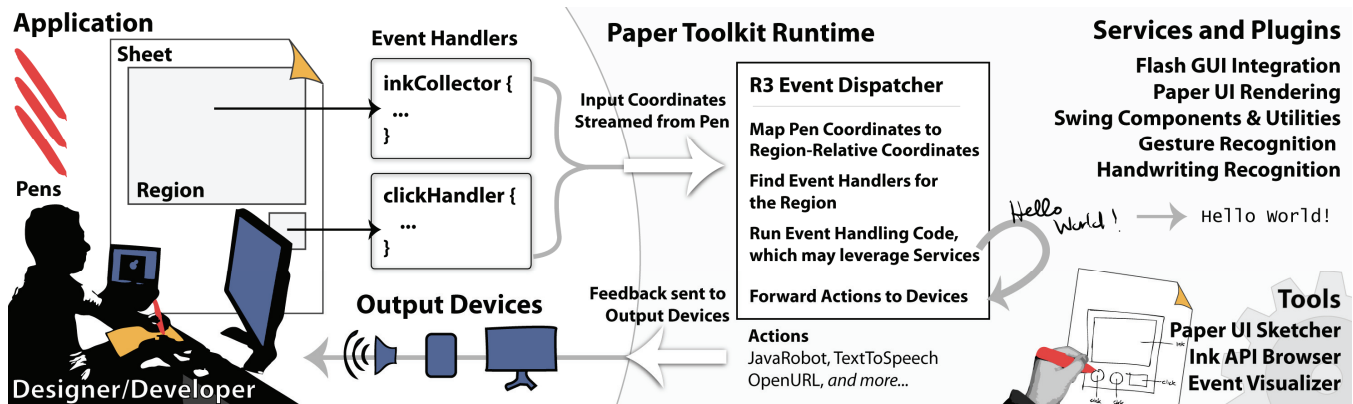 Application
Sheet
Region
Pens
Designer/Developer
Event Handlers
inkCollector {
...
}
clickHandler {
...
}
Output Devices
Paper Toolkit Runtime
Input Coordinates
Streamed from Pen
R3 Event Dispatcher
Map Pen Coordinates to
Region-Relative Coordinates
Find Event Handlers for
the Region
Run Event Handling Code,
which may leverage Services
Forward Actions to Devices
Feedback sent to
Output Devices
Actions
JavaRobot, TextToSpeech
OpenURL, and more...
Services and Plugins
Flash GUI Integration
Paper UI Rendering
Swing Components & Utilities
Gesture Recognition
Handwriting Recognition
Hello
World!
Hello World!
Tools
Paper UI Sketcher
Ink API Browser
Event Visualizer
ink
click
click
click